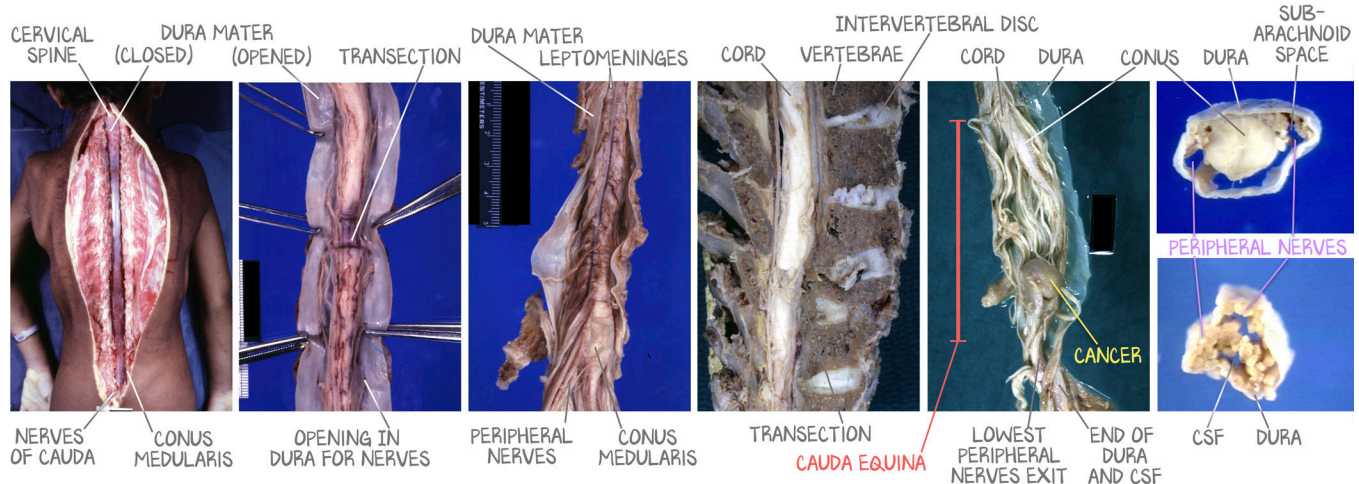 CERVICAL
SPINE
DURA MATER
(CLOSED)
(OPENED)
TRANSECTION
DURA MATER
LEPTOMENINGES
CORD
INTERVERTEBRAL DISC
VERTEBRAE
CORD
DURA
CONUS
DURA
SUB-
ARACHNOID
SPACE
PERIPHERAL NERVES
CANCER
NERVES
OF CAUDA
CONUS
MEDULARIS
OPENING IN
DURA FOR NERVES
PERIPHERAL
NERVES
CONUS
MEDULARIS
TRANSECTION
CAUDA EQUINA
LOWEST
PERIPHERAL
NERVES EXIT
END OF
DURA
AND CSF
CSF
DURA